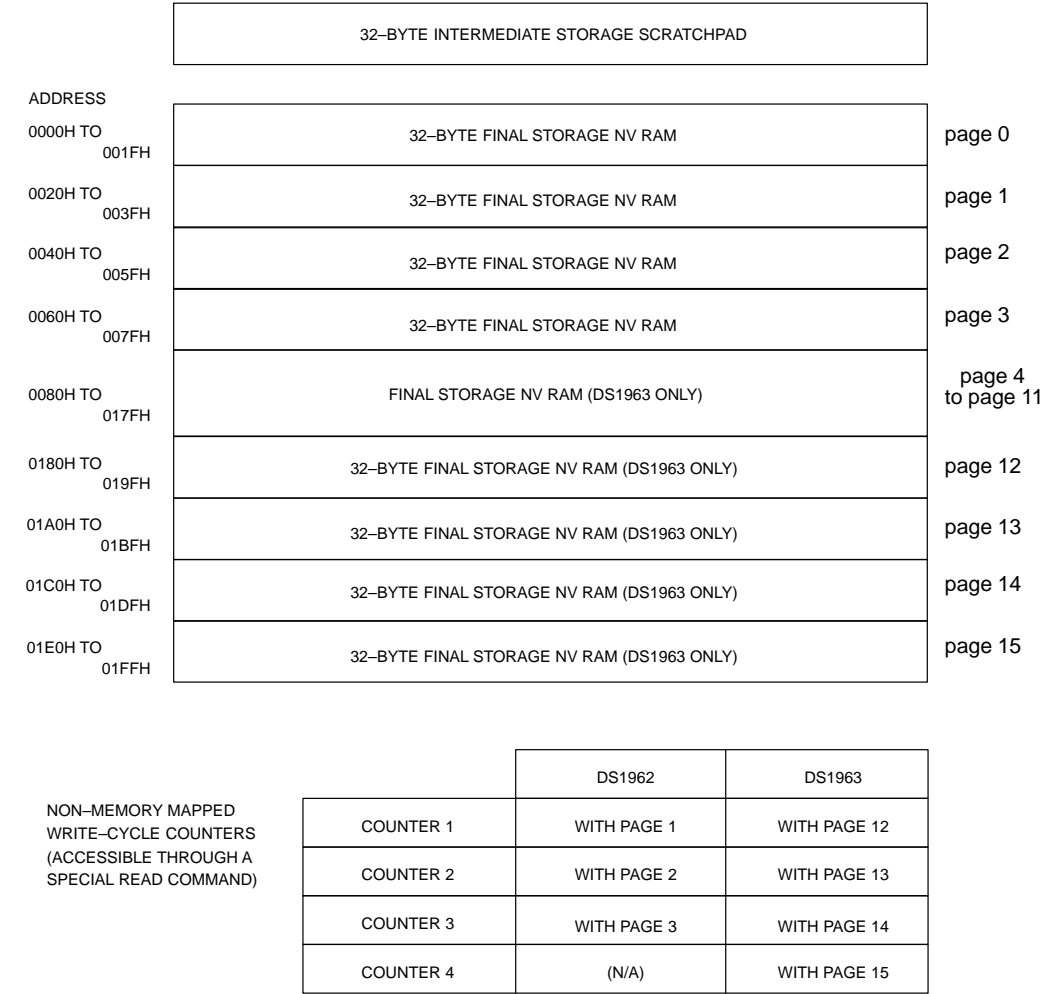 32–BYTE INTERMEDIATE STORAGE SCRATCHPAD
ADDRESS
0000H TO
001FH
32–BYTE FINAL STORAGE NV RAM
page 0
0020H TO
003FH
32–BYTE FINAL STORAGE NV RAM
page 1
0040H TO
005FH
32–BYTE FINAL STORAGE NV RAM
page 2
0060H TO
007FH
32–BYTE FINAL STORAGE NV RAM
page 3
0080H TO
017FH
FINAL STORAGE NV RAM (DS1963 ONLY)
page 4
to page 11
0180H TO
019FH
32–BYTE FINAL STORAGE NV RAM (DS1963 ONLY)
page 12
01A0H TO
01BFH
32–BYTE FINAL STORAGE NV RAM (DS1963 ONLY)
page 13
01C0H TO
01DFH
32–BYTE FINAL STORAGE NV RAM (DS1963 ONLY)
page 14
01E0H TO
01FFH
32–BYTE FINAL STORAGE NV RAM (DS1963 ONLY)
page 15
NON–MEMORY MAPPED
WRITE–CYCLE COUNTERS
(ACCESSIBLE THROUGH A
SPECIAL READ COMMAND)
DS1962 DS1963
COUNTER 1 WITH PAGE 1 WITH PAGE 12
COUNTER 2 WITH PAGE 2 WITH PAGE 13
COUNTER 3 WITH PAGE 3 WITH PAGE 14
COUNTER 4 (N/A) WITH PAGE 15